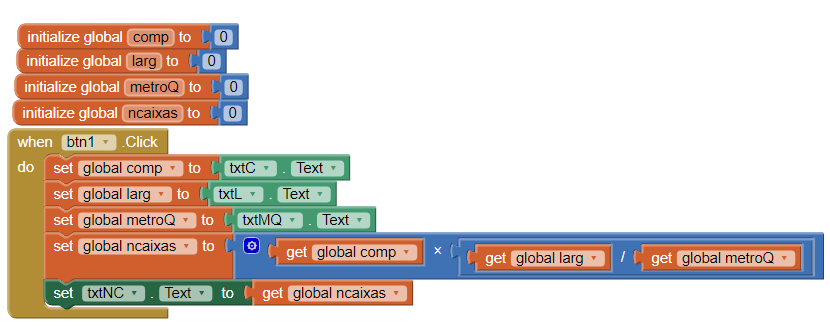 initialize global comp to 0
initialize global larg to 0
initialize global metroQ to 0
initialize global ncaixas to 0
when btn1 .Click
do set global comp to txtC . Text
set global larg to txtL . Text
set global metroQ to txtMQ . Text
set global ncaixas to get global comp × get global larg / get global metroQ
set txtNC . Text to get global ncaixas